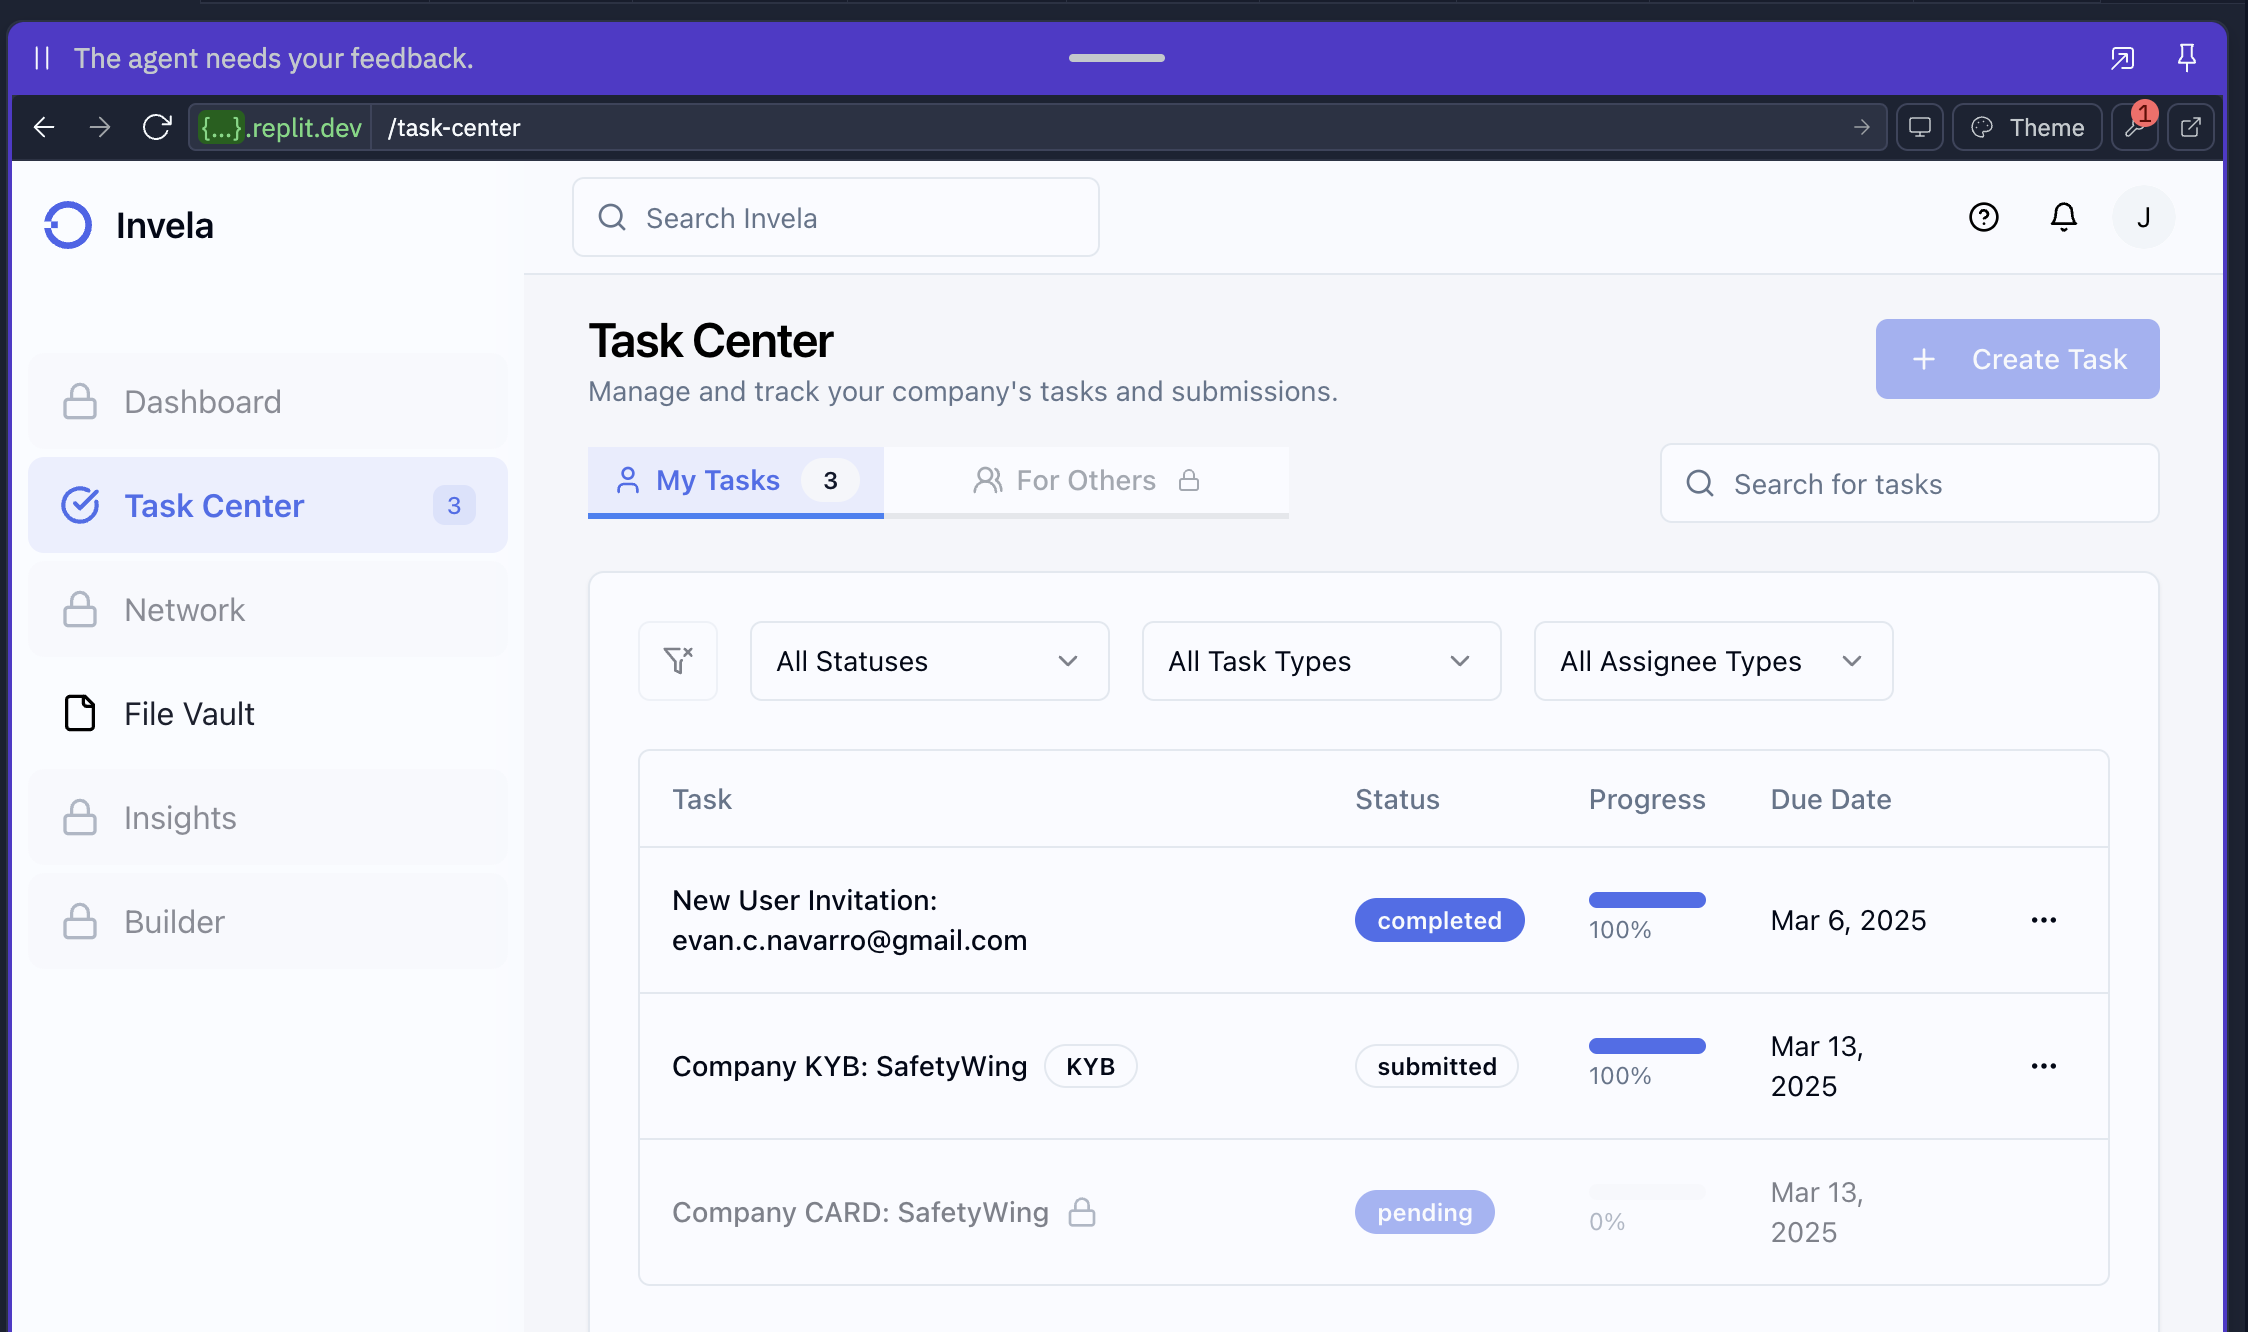 The agent needs your feedback.
{...}.replit.dev /task-center
Theme
1
Invela
Search Invela
J
Dashboard
Task Center 3
Network
File Vault
Insights
Builder
Task Center
Manage and track your company's tasks and submissions.
+ Create Task
My Tasks 3
For Others
Search for tasks
All Statuses
All Task Types
All Assignee Types
Task Status Progress Due Date
New User Invitation:
evan.c.navarro@gmail.com
completed
100%
Mar 6, 2025
Company KYB: SafetyWing KYB
submitted
100%
Mar 13,
2025
Company CARD: SafetyWing
pending
0%
Mar 13,
2025